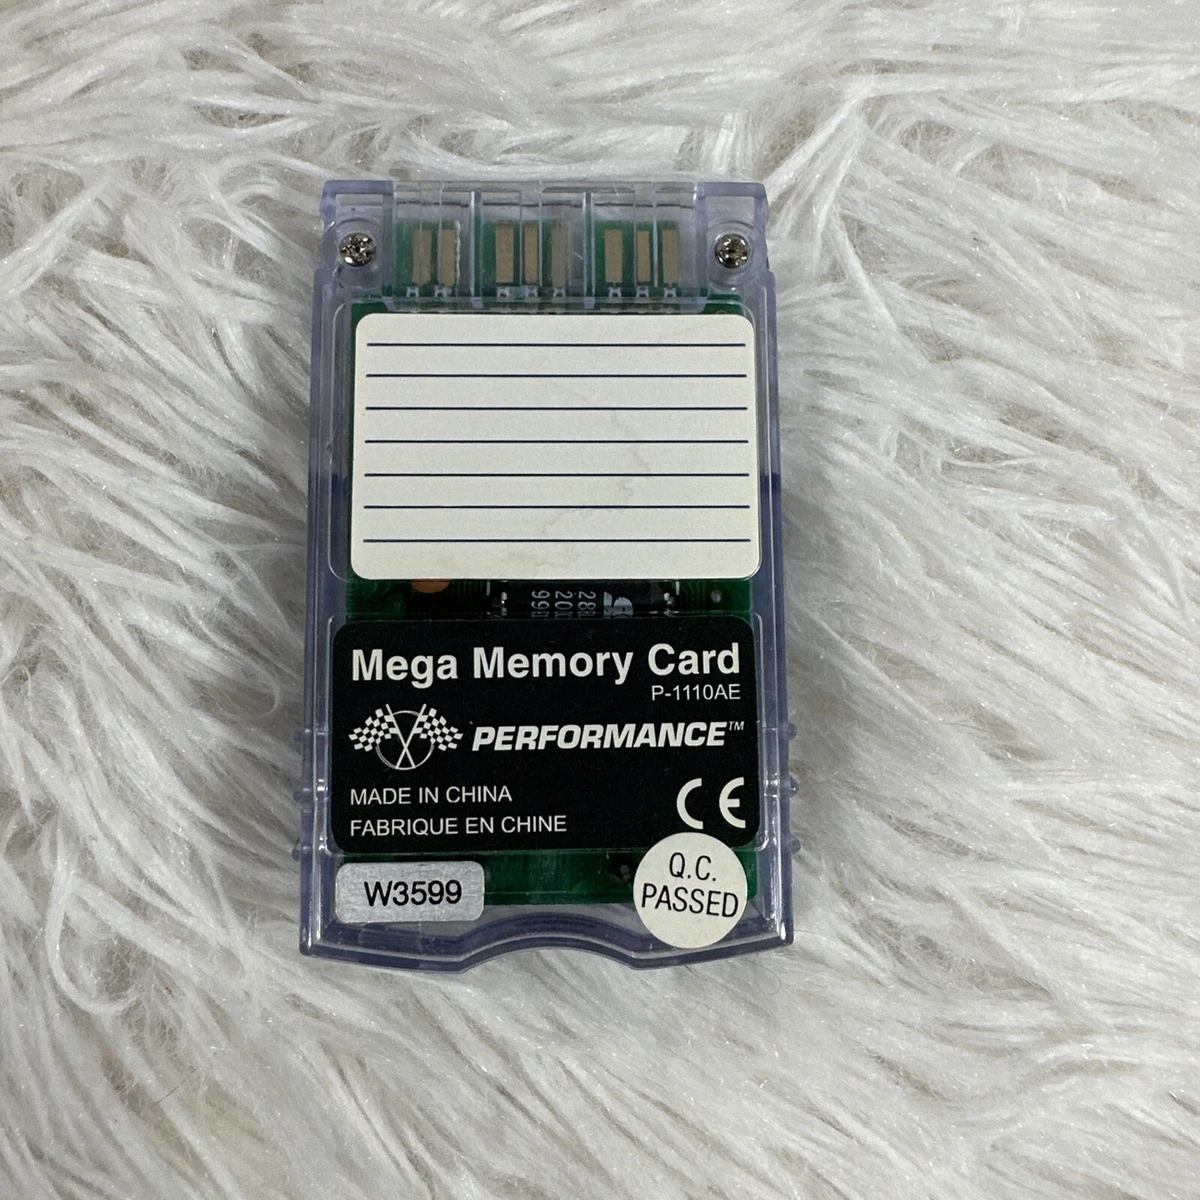 Mega Memory Card
P-1110AE
PERFORMANCE™
MADE IN CHINA
FABRIQUE EN CHINE
CE
W3599
Q.C.
PASSED